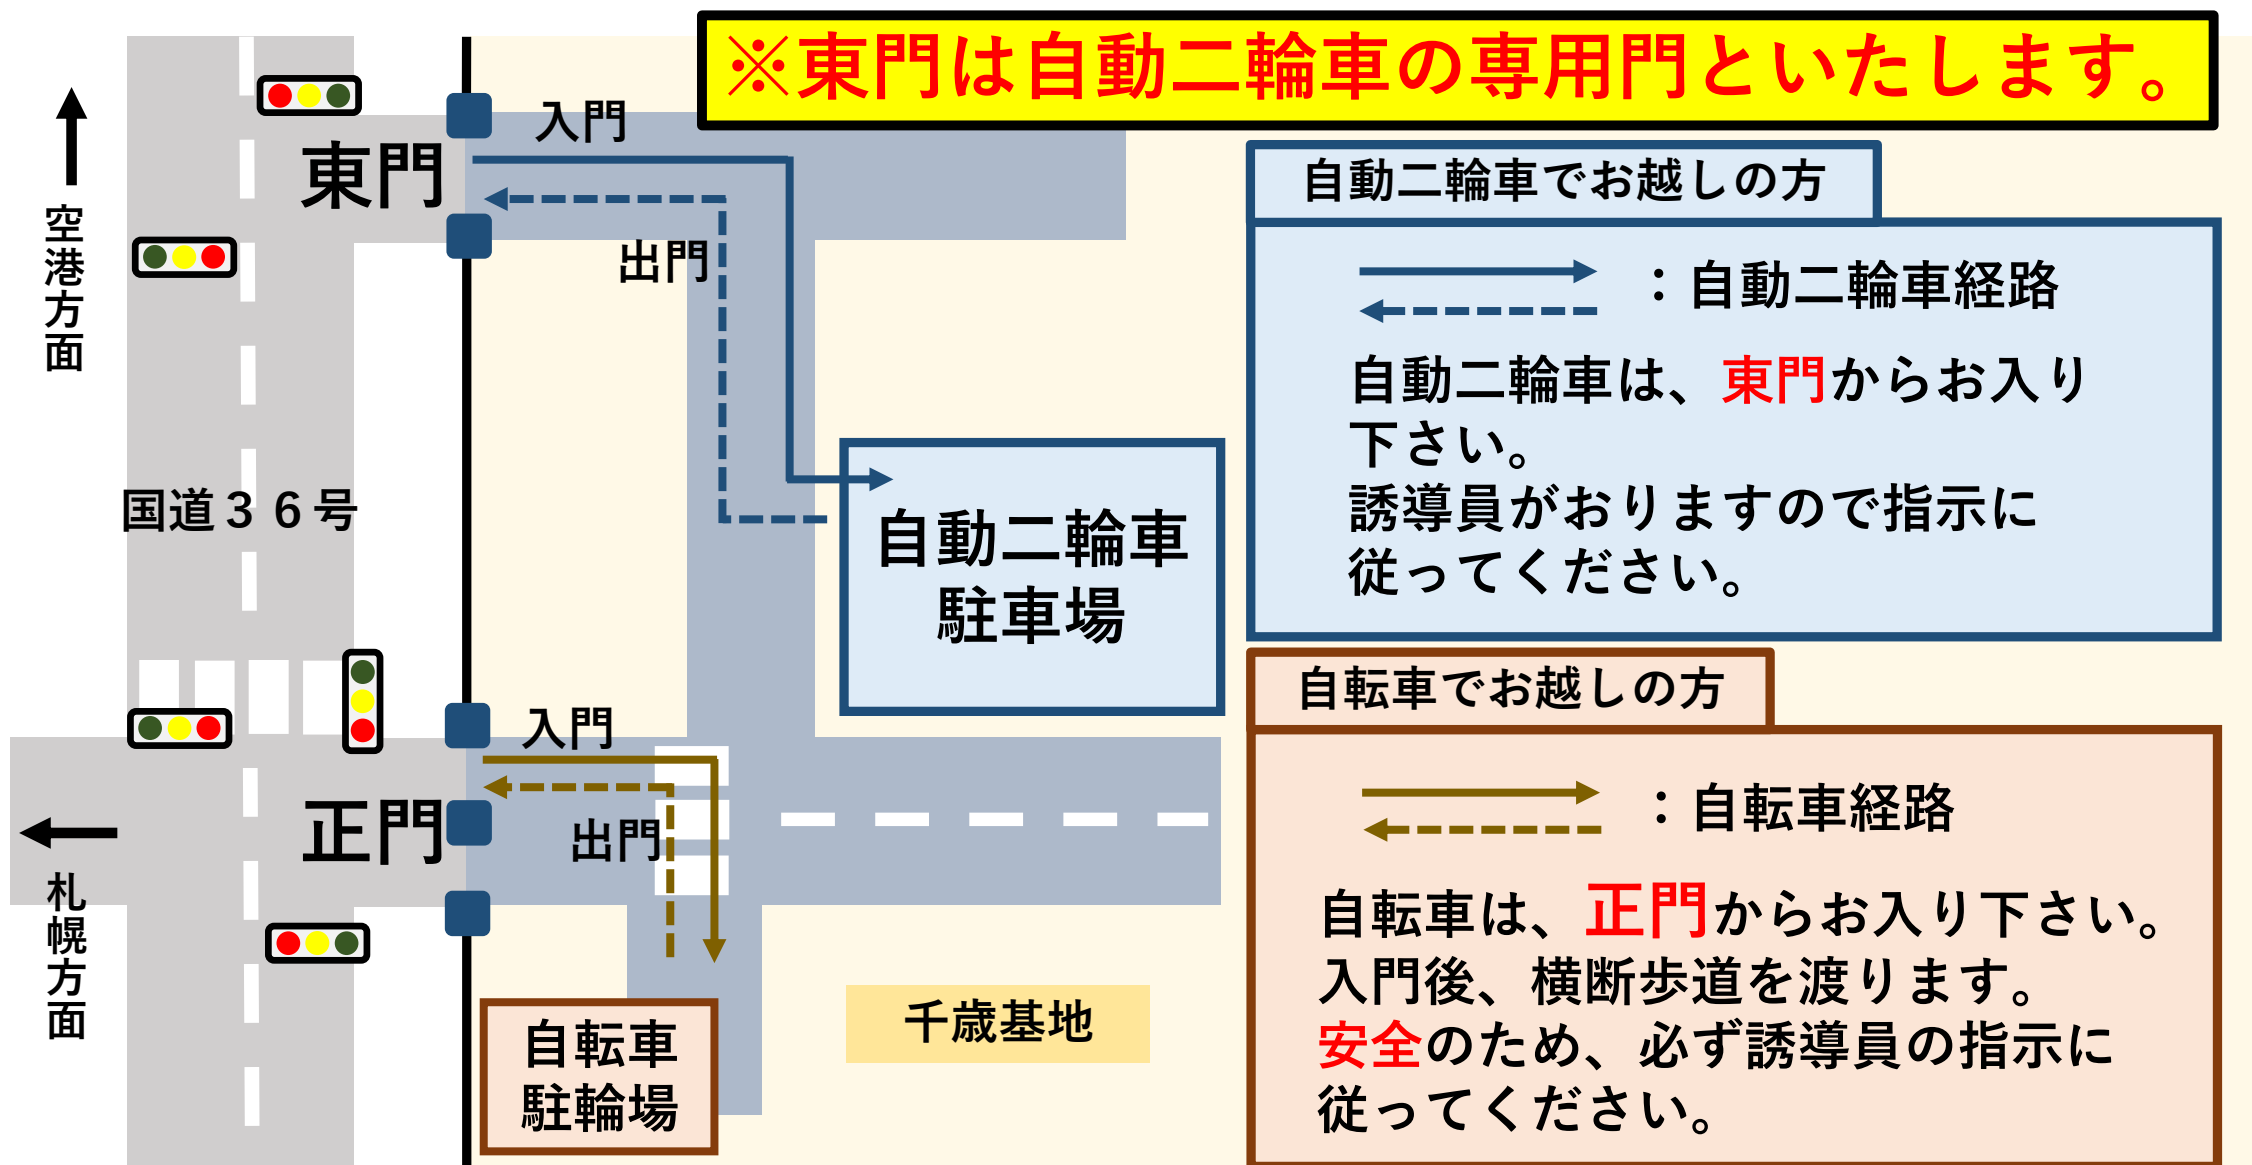 ※東門は自動二輪車の専用門といたします。
入門
東門
出門
空港方面
国道３６号
自動二輪車
駐車場
入門
正門
出門
札幌方面
自転車
駐輪場
千歳基地
自動二輪車でお越しの方
：自動二輪車経路
自動二輪車は、東門からお入り
下さい。
誘導員がおりますので指示に
従ってください。
自転車でお越しの方
：自転車経路
自転車は、正門からお入り下さい。
入門後、横断歩道を渡ります。
安全のため、必ず誘導員の指示に
従ってください。